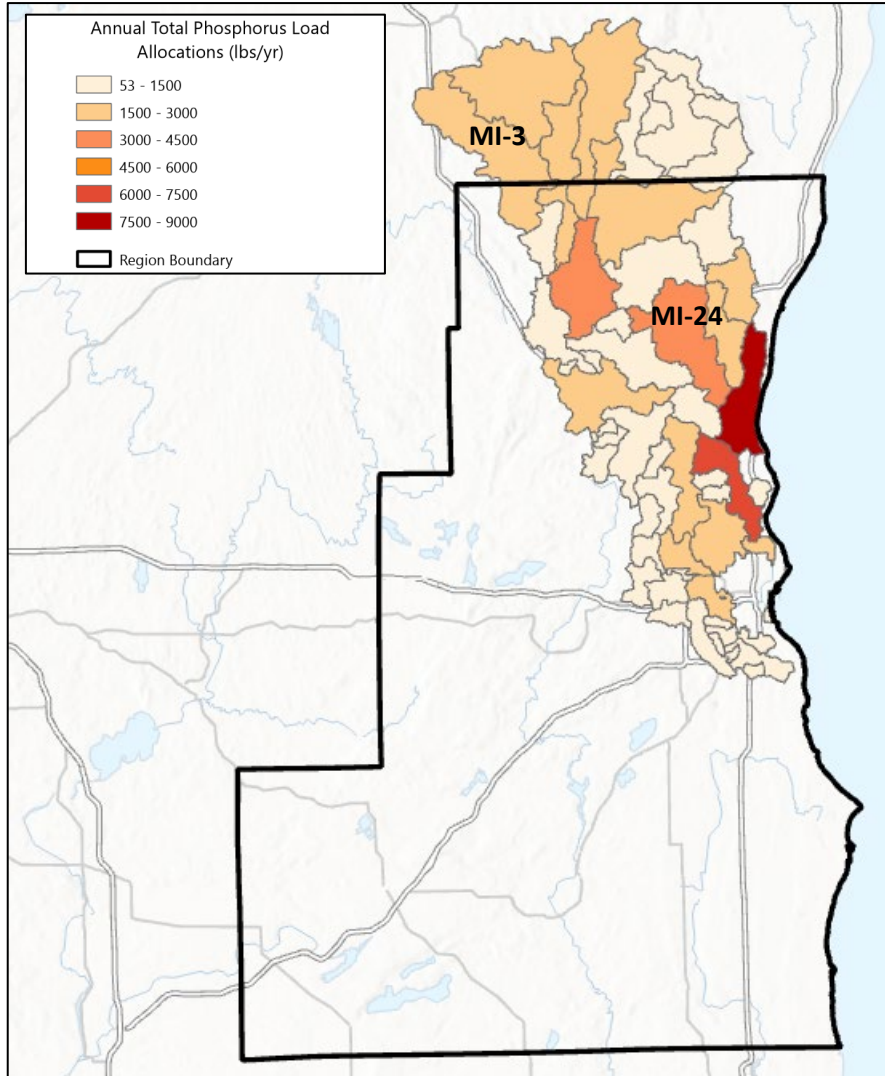 Annual Total Phosphorus Load
Allocations (lbs/yr)
53 - 1500
1500 - 3000
3000 - 4500
4500 - 6000
6000 - 7500
7500 - 9000
Region Boundary
MI-3
MI-24